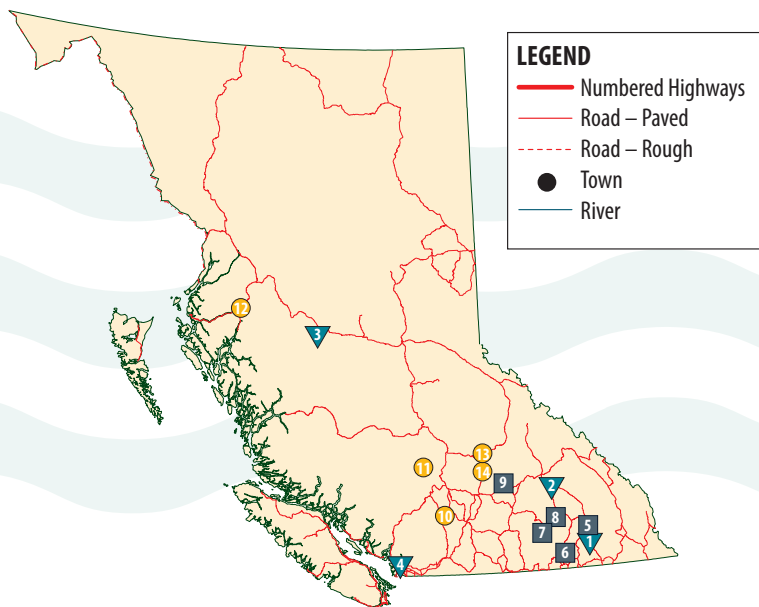 LEGEND
Numbered Highways
Road – Paved
Road – Rough
Town
River
12
3
13
11
14
9
2
10
8
5
7
1
6
4